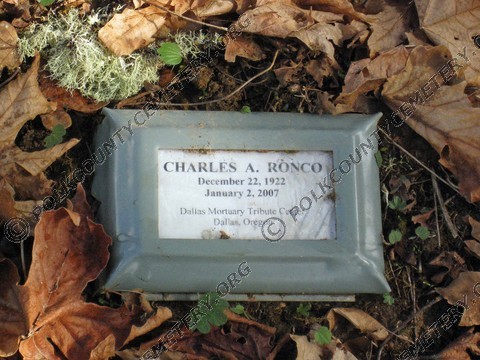 CHARLES A. RONCO
December 22, 1922
January 2, 2007
Dallas Mortuary Tribute Center
Dallas, Oregon
© POLKCOUNTYCEMETERY.ORG